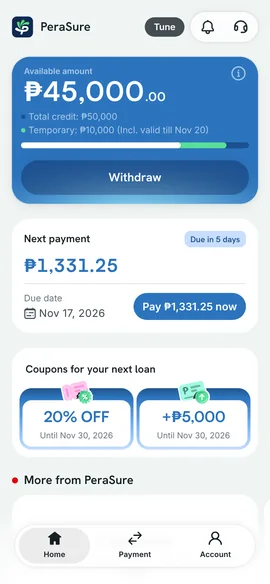 PeraSure
Tune
Available amount
₱45,000.00
Total credit: ₱50,000
Temporary: ₱10,000 (Incl. valid till Nov 20)
Withdraw
Next payment
Due in 5 days
₱1,331.25
Due date
Nov 17, 2026
Pay ₱1,331.25 now
Coupons for your next loan
20% OFF
Until Nov 30, 2026
+₱5,000
Until Nov 30, 2026
More from PeraSure
Home
Payment
Account